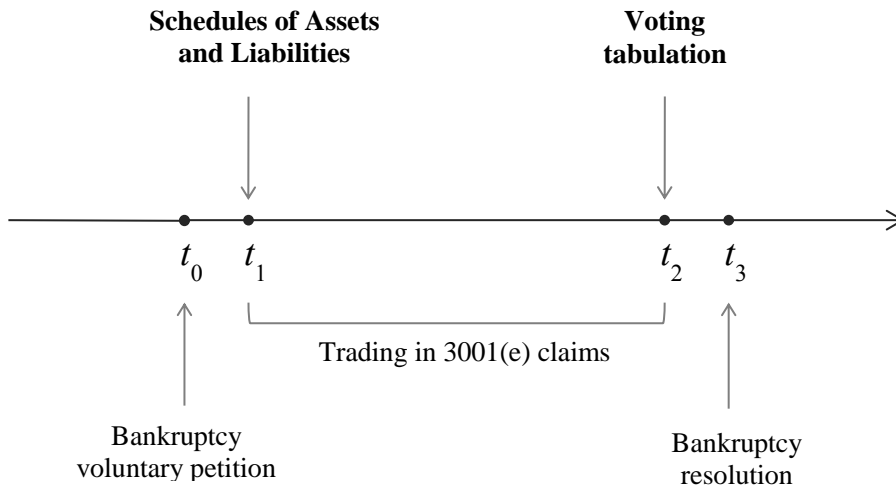 Schedules of Assets
and Liabilities
Voting
tabulation
t0
t1
t2
t3
Trading in 3001(e) claims
Bankruptcy
voluntary petition
Bankruptcy
resolution